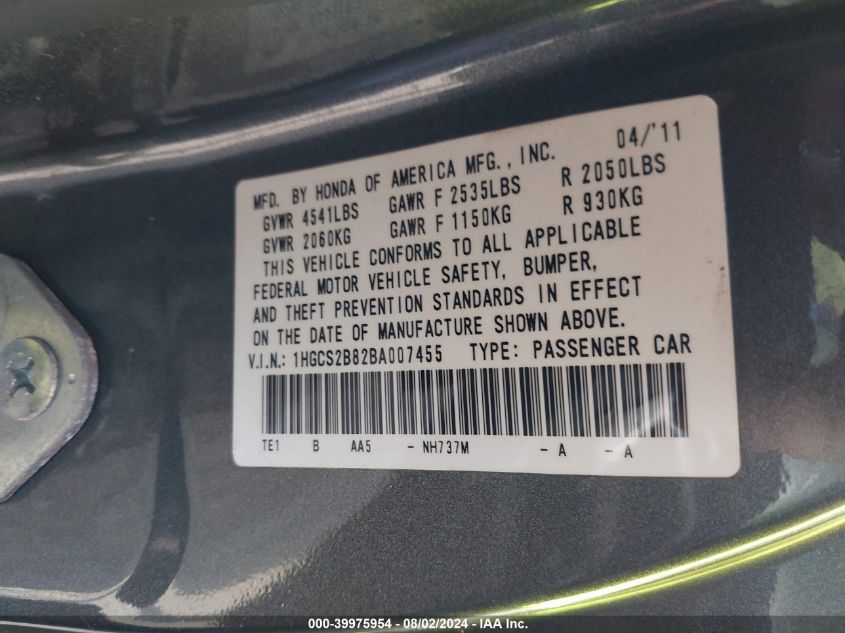 MFD. BY HONDA OF AMERICA MFG., INC. 04/'11
GVWR 4541LBS GAWR F 2535LBS R 2050LBS
GVWR 2060KG GAWR F 1150KG R 930KG
THIS VEHICLE CONFORMS TO ALL APPLICABLE
FEDERAL MOTOR VEHICLE SAFETY, BUMPER,
AND THEFT PREVENTION STANDARDS IN EFFECT
ON THE DATE OF MANUFACTURE SHOWN ABOVE.
V.I.N.: 1HGCS2B82BA007455 TYPE: PASSENGER CAR
TE1 B AA5 - NH737M - A - A
000-39975954 - 08/02/2024 - IAA Inc.